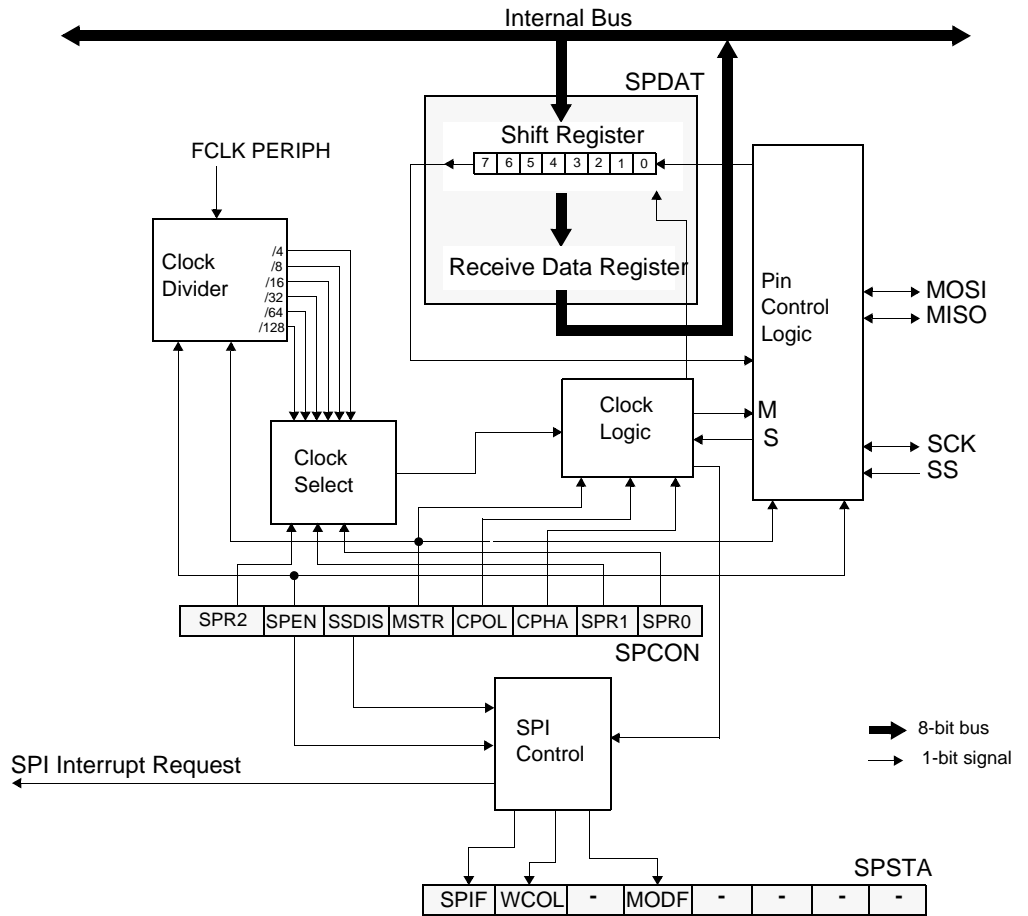 Internal Bus
SPDAT
Shift Register
7 6 5 4 3 2 1 0
FCLK PERIPH
Clock
Divider
/4
/8
/16
/32
/64
/128
Receive Data Register
Pin
Control
Logic
MOSI
MISO
Clock
Logic
M
S
SCK
SS
Clock
Select
SPR2 SPEN SSDIS MSTR CPOL CPHA SPR1 SPR0
SPCON
SPI
Control
8-bit bus
1-bit signal
SPI Interrupt Request
SPSTA
SPIF WCOL - MODF - - - -